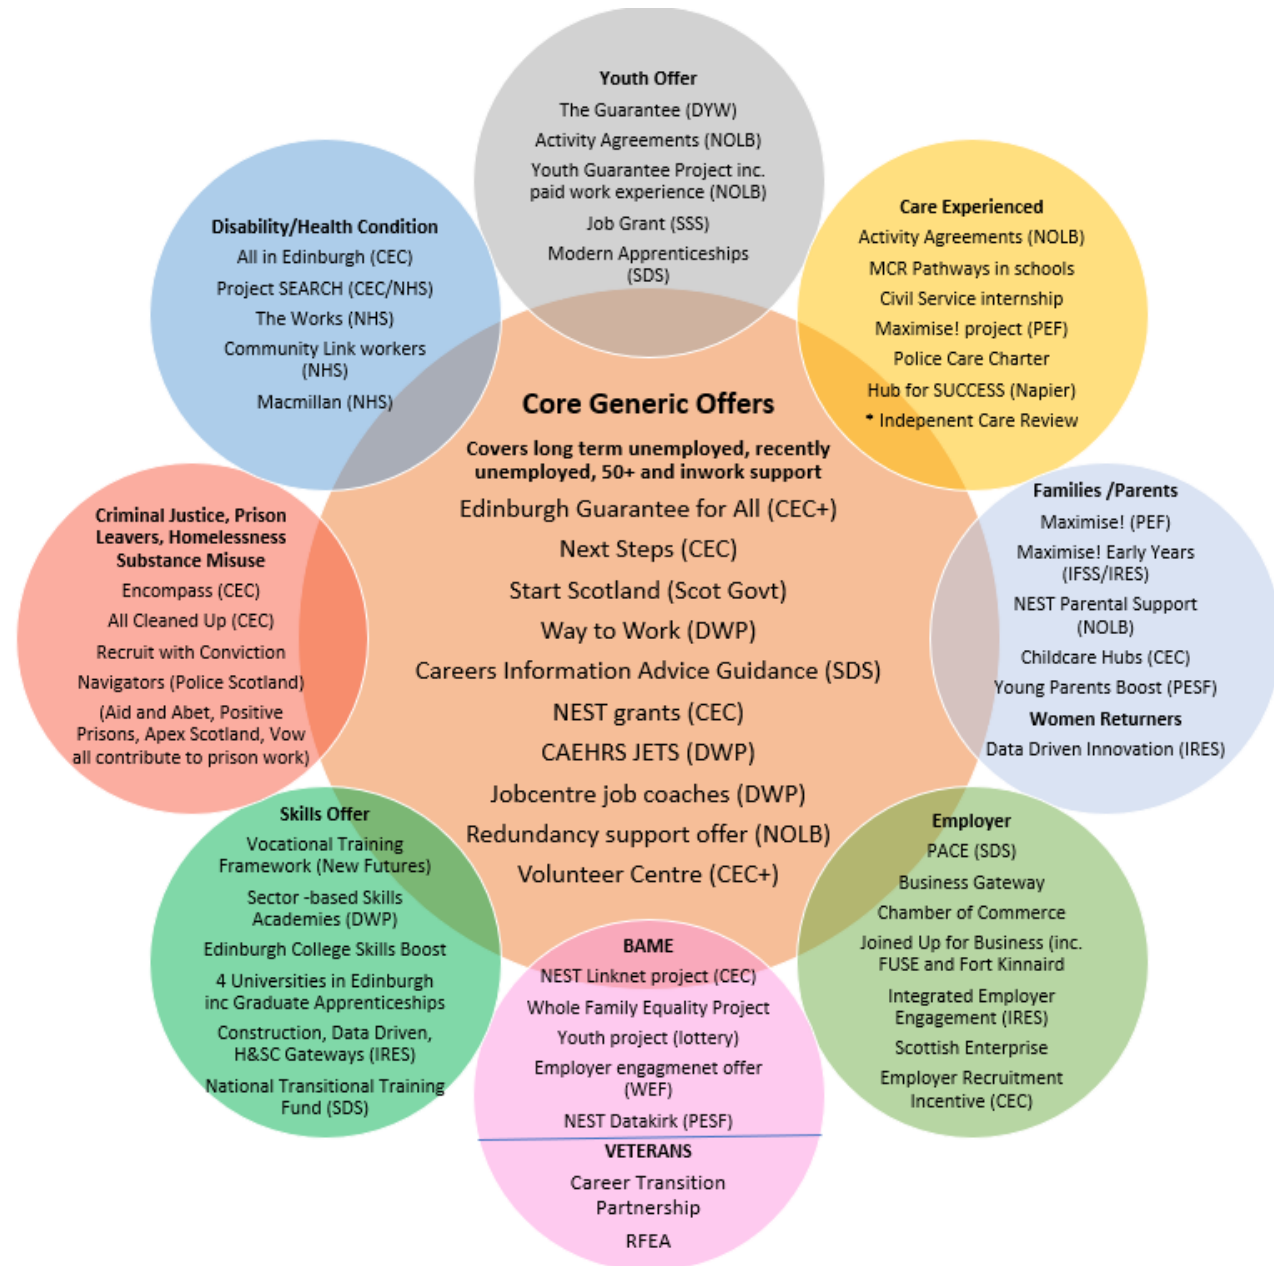 Youth Offer
The Guarantee (DYW)
Activity Agreements (NOLB)
Youth Guarantee Project inc.
paid work experience (NOLB)
Job Grant (SSS)
Modern Apprenticeships
(SDS)
Disability/Health Condition
All in Edinburgh (CEC)
Project SEARCH (CEC/NHS)
The Works (NHS)
Community Link workers
(NHS)
Macmillan (NHS)
Care Experienced
Activity Agreements (NOLB)
MCR Pathways in schools
Civil Service internship
Maximise! project (PEF)
Police Care Charter
Hub for SUCCESS (Napier)
* Indepenent Care Review
Core Generic Offers
Covers long term unemployed, recently
unemployed, 50+ and inwork support
Edinburgh Guarantee for All (CEC+)
Next Steps (CEC)
Start Scotland (Scot Govt)
Way to Work (DWP)
Careers Information Advice Guidance (SDS)
NEST grants (CEC)
CAEHRS JETS (DWP)
Jobcentre job coaches (DWP)
Redundancy support offer (NOLB)
Volunteer Centre (CEC+)
Criminal Justice, Prison
Leavers, Homelessness
Substance Misuse
Encompass (CEC)
All Cleaned Up (CEC)
Recruit with Conviction
Navigators (Police Scotland)
(Aid and Abet, Positive
Prisons, Apex Scotland, Vow
all contribute to prison work)
Families /Parents
Maximise! (PEF)
Maximise! Early Years
(IFSS/IRES)
NEST Parental Support
(NOLB)
Childcare Hubs (CEC)
Young Parents Boost (PESF)
Women Returners
Data Driven Innovation (IRES)
Skills Offer
Vocational Training
Framework (New Futures)
Sector -based Skills
Academies (DWP)
Edinburgh College Skills Boost
4 Universities in Edinburgh
inc Graduate Apprenticeships
Construction, Data Driven,
H&SC Gateways (IRES)
National Transitional Training
Fund (SDS)
Employer
PACE (SDS)
Business Gateway
Chamber of Commerce
Joined Up for Business (inc.
FUSE and Fort Kinnaird
Integrated Employer
Engagement (IRES)
Scottish Enterprise
Employer Recruitment
Incentive (CEC)
BAME
NEST Linknet project (CEC)
Whole Family Equality Project
Youth project (lottery)
Employer engagmenet offer
(WEF)
NEST Datakirk (PESF)
VETERANS
Career Transition
Partnership
RFEA